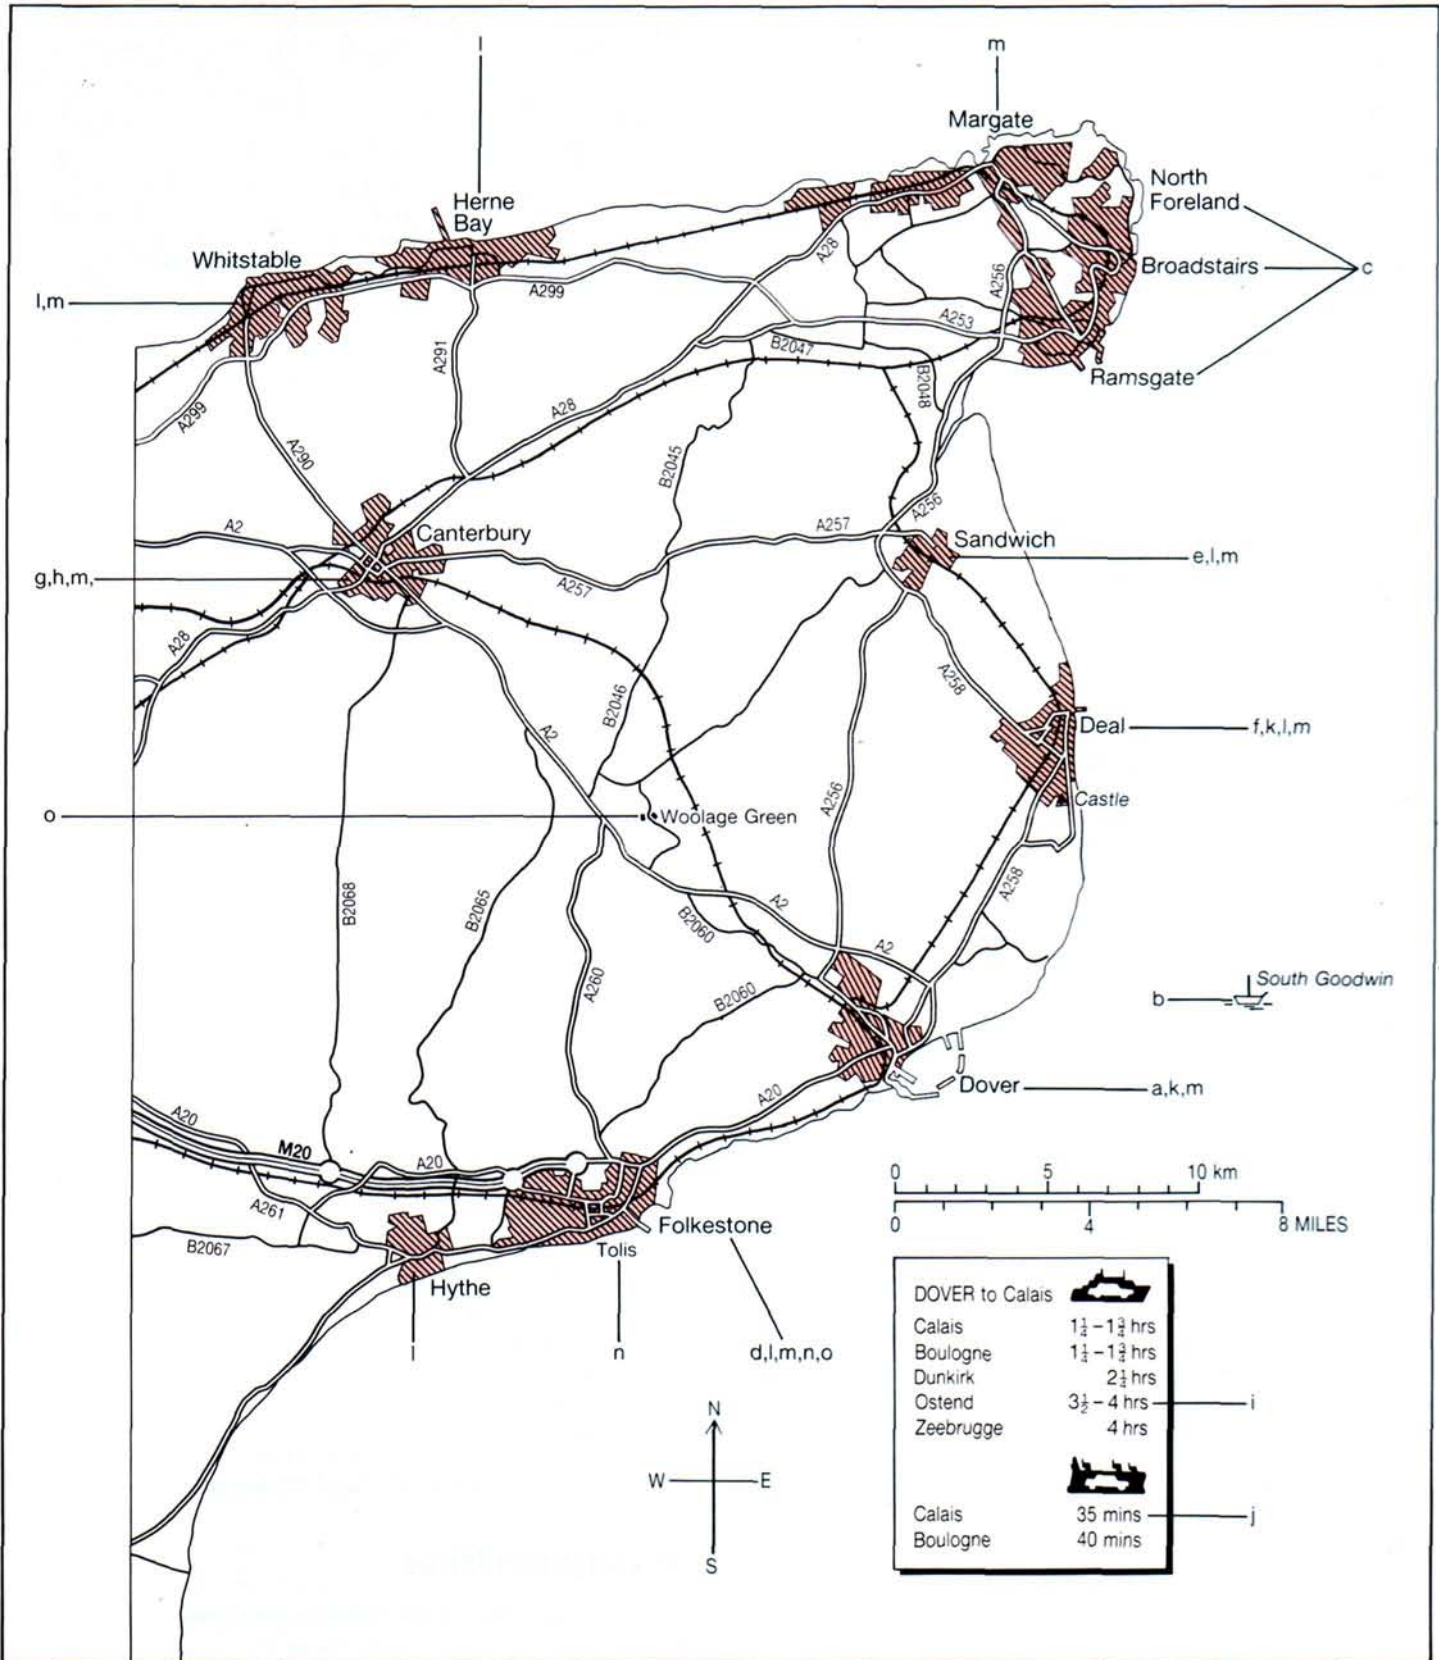 l
m
Margate
North
Foreland
Herne
Bay
Whitstable
Broadstairs
c
l,m
A28
A256
A299
A253
B2047
A291
B2048
Ramsgate
A299
A28
A290
B2045
A256
A2
Canterbury
A257
Sandwich
e,l,m
g,h,m,
A257
A28
A258
B2046
A2
Deal
f,k,l,m
A256
Castle
o
Woolage Green
B2068
B2065
A258
B2060
A2
A2
A260
B2060
South Goodwin
b
Dover
a,k,m
A20
A20
M20
A20
0 5 10 km
A261
0 4 8 MILES
Folkestone
B2067
Tolis
Hythe
l
n
d,l,m,n,o
DOVER to Calais
Calais 1¼–1¾ hrs
Boulogne 1¼–1¾ hrs
Dunkirk 2¼ hrs
Ostend 3½–4 hrs i
Zeebrugge 4 hrs
N
W E
S
Calais 35 mins j
Boulogne 40 mins